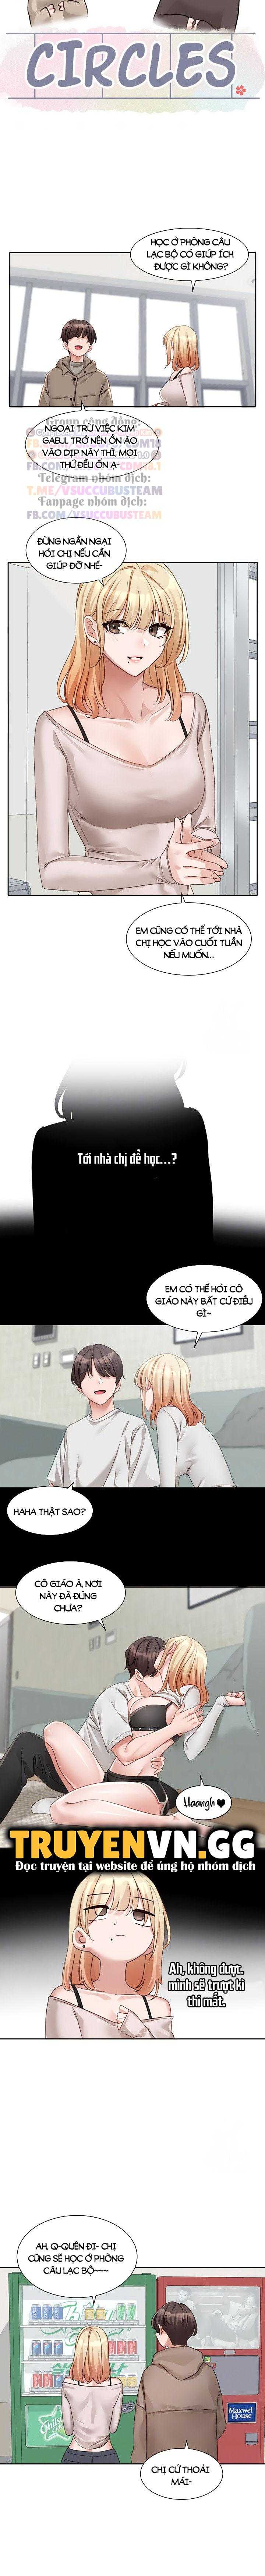 CIRCLES
HỌC Ở PHÒNG CÂU
LẠC BỘ CÓ GIÚP ÍCH
ĐƯỢC GÌ KHÔNG?
Group cộng đồng:
NGOẠI TRỪ VIỆC KIM
GAEUL TRỞ NÊN ỒN ÀO
VÀO DỊP NÀY THÌ, MỌI
THỨ ĐỀU ỔN Ạ-
Telegram nhóm dịch:
T.ME/VSUCCUBUSTEAM
Fanpage nhóm dịch:
FB.COM/VSUCCUBUSTEAM
ĐỪNG NGẦN NGẠI
HỎI CHỊ NẾU CẦN
GIÚP ĐỠ NHÉ-
EM CŨNG CÓ THỂ TỚI NHÀ
CHỊ HỌC VÀO CUỐI TUẦN
NẾU MUỐN...
Tới nhà chị để học...?
EM CÓ THỂ HỎI CÔ
GIÁO NÀY BẤT CỨ ĐIỀU
GÌ~
HAHA THẬT SAO?
CÔ GIÁO À, NƠI
NÀY ĐÃ ĐÚNG
CHƯA?
Hoongh♥
TRUYENVN.GG
Đọc truyện tại website để ủng hộ nhóm dịch
Ah, không được.
mình sẽ trượt kì
thi mất.
AH, Q-QUÊN ĐI- CHỊ
CŨNG SẼ HỌC Ở PHÒNG
CÂU LẠC BỘ~~~
Maxwel
House
CHỊ CỨ THOẢI
MÁI-